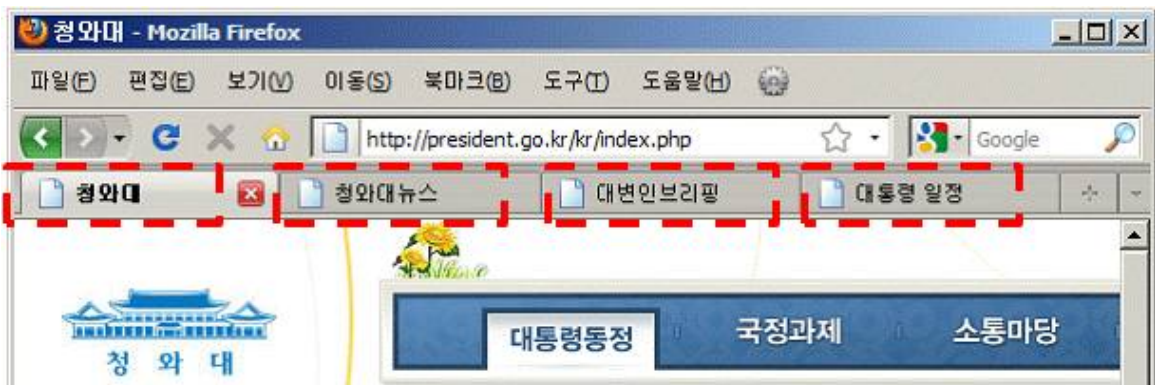 청와대 - Mozilla Firefox
파일(F) 편집(E) 보기(V) 이동(S) 북마크(B) 도구(T) 도움말(H)
http://president.go.kr/kr/index.php Google
청와대 청와대뉴스 대변인브리핑 대통령 일정
대통령동정 국정과제 소통마당
청 와 대